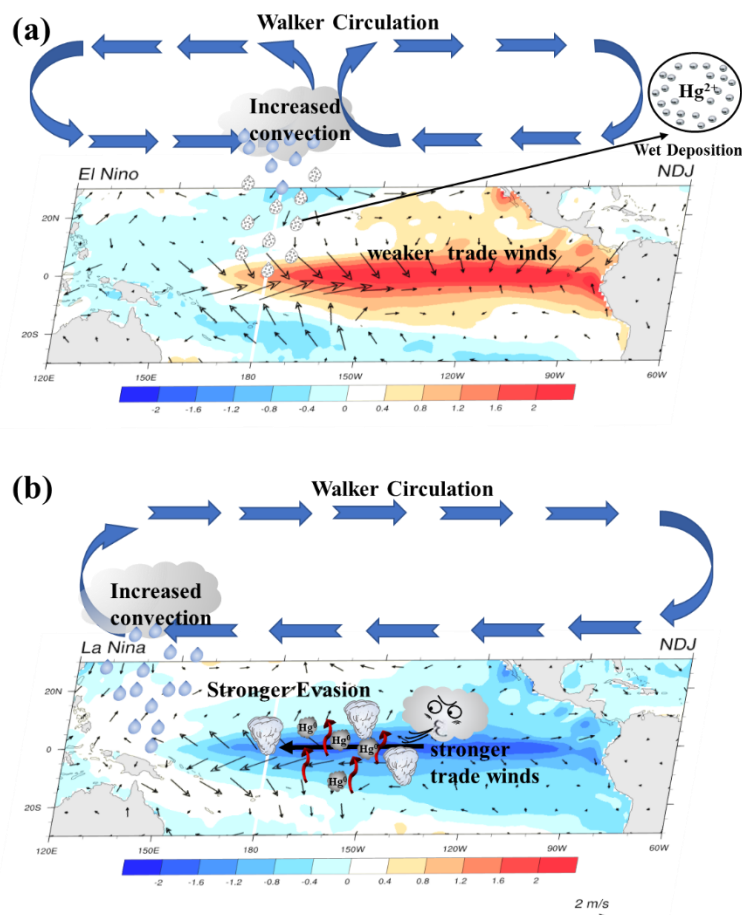 (a)
Walker Circulation
Increased
convection
Hg2+
Wet Deposition
El Nino
NDJ
20N
weaker trade winds
0
20S
120E
150E
180
150W
120W
90W
60W
-2
-1.6
-1.2
-0.8
-0.4
0
0.4
0.8
1.2
1.6
2
(b)
Walker Circulation
Increased
convection
La Nina
NDJ
20N
Stronger Evasion
Hg0
Hg0
Hg0
0
stronger
trade winds
Hg0
20S
120E
150E
180
150W
120W
90W
60W
-2
-1.6
-1.2
-0.8
-0.4
0
0.4
0.8
1.2
1.6
2
2 m/s